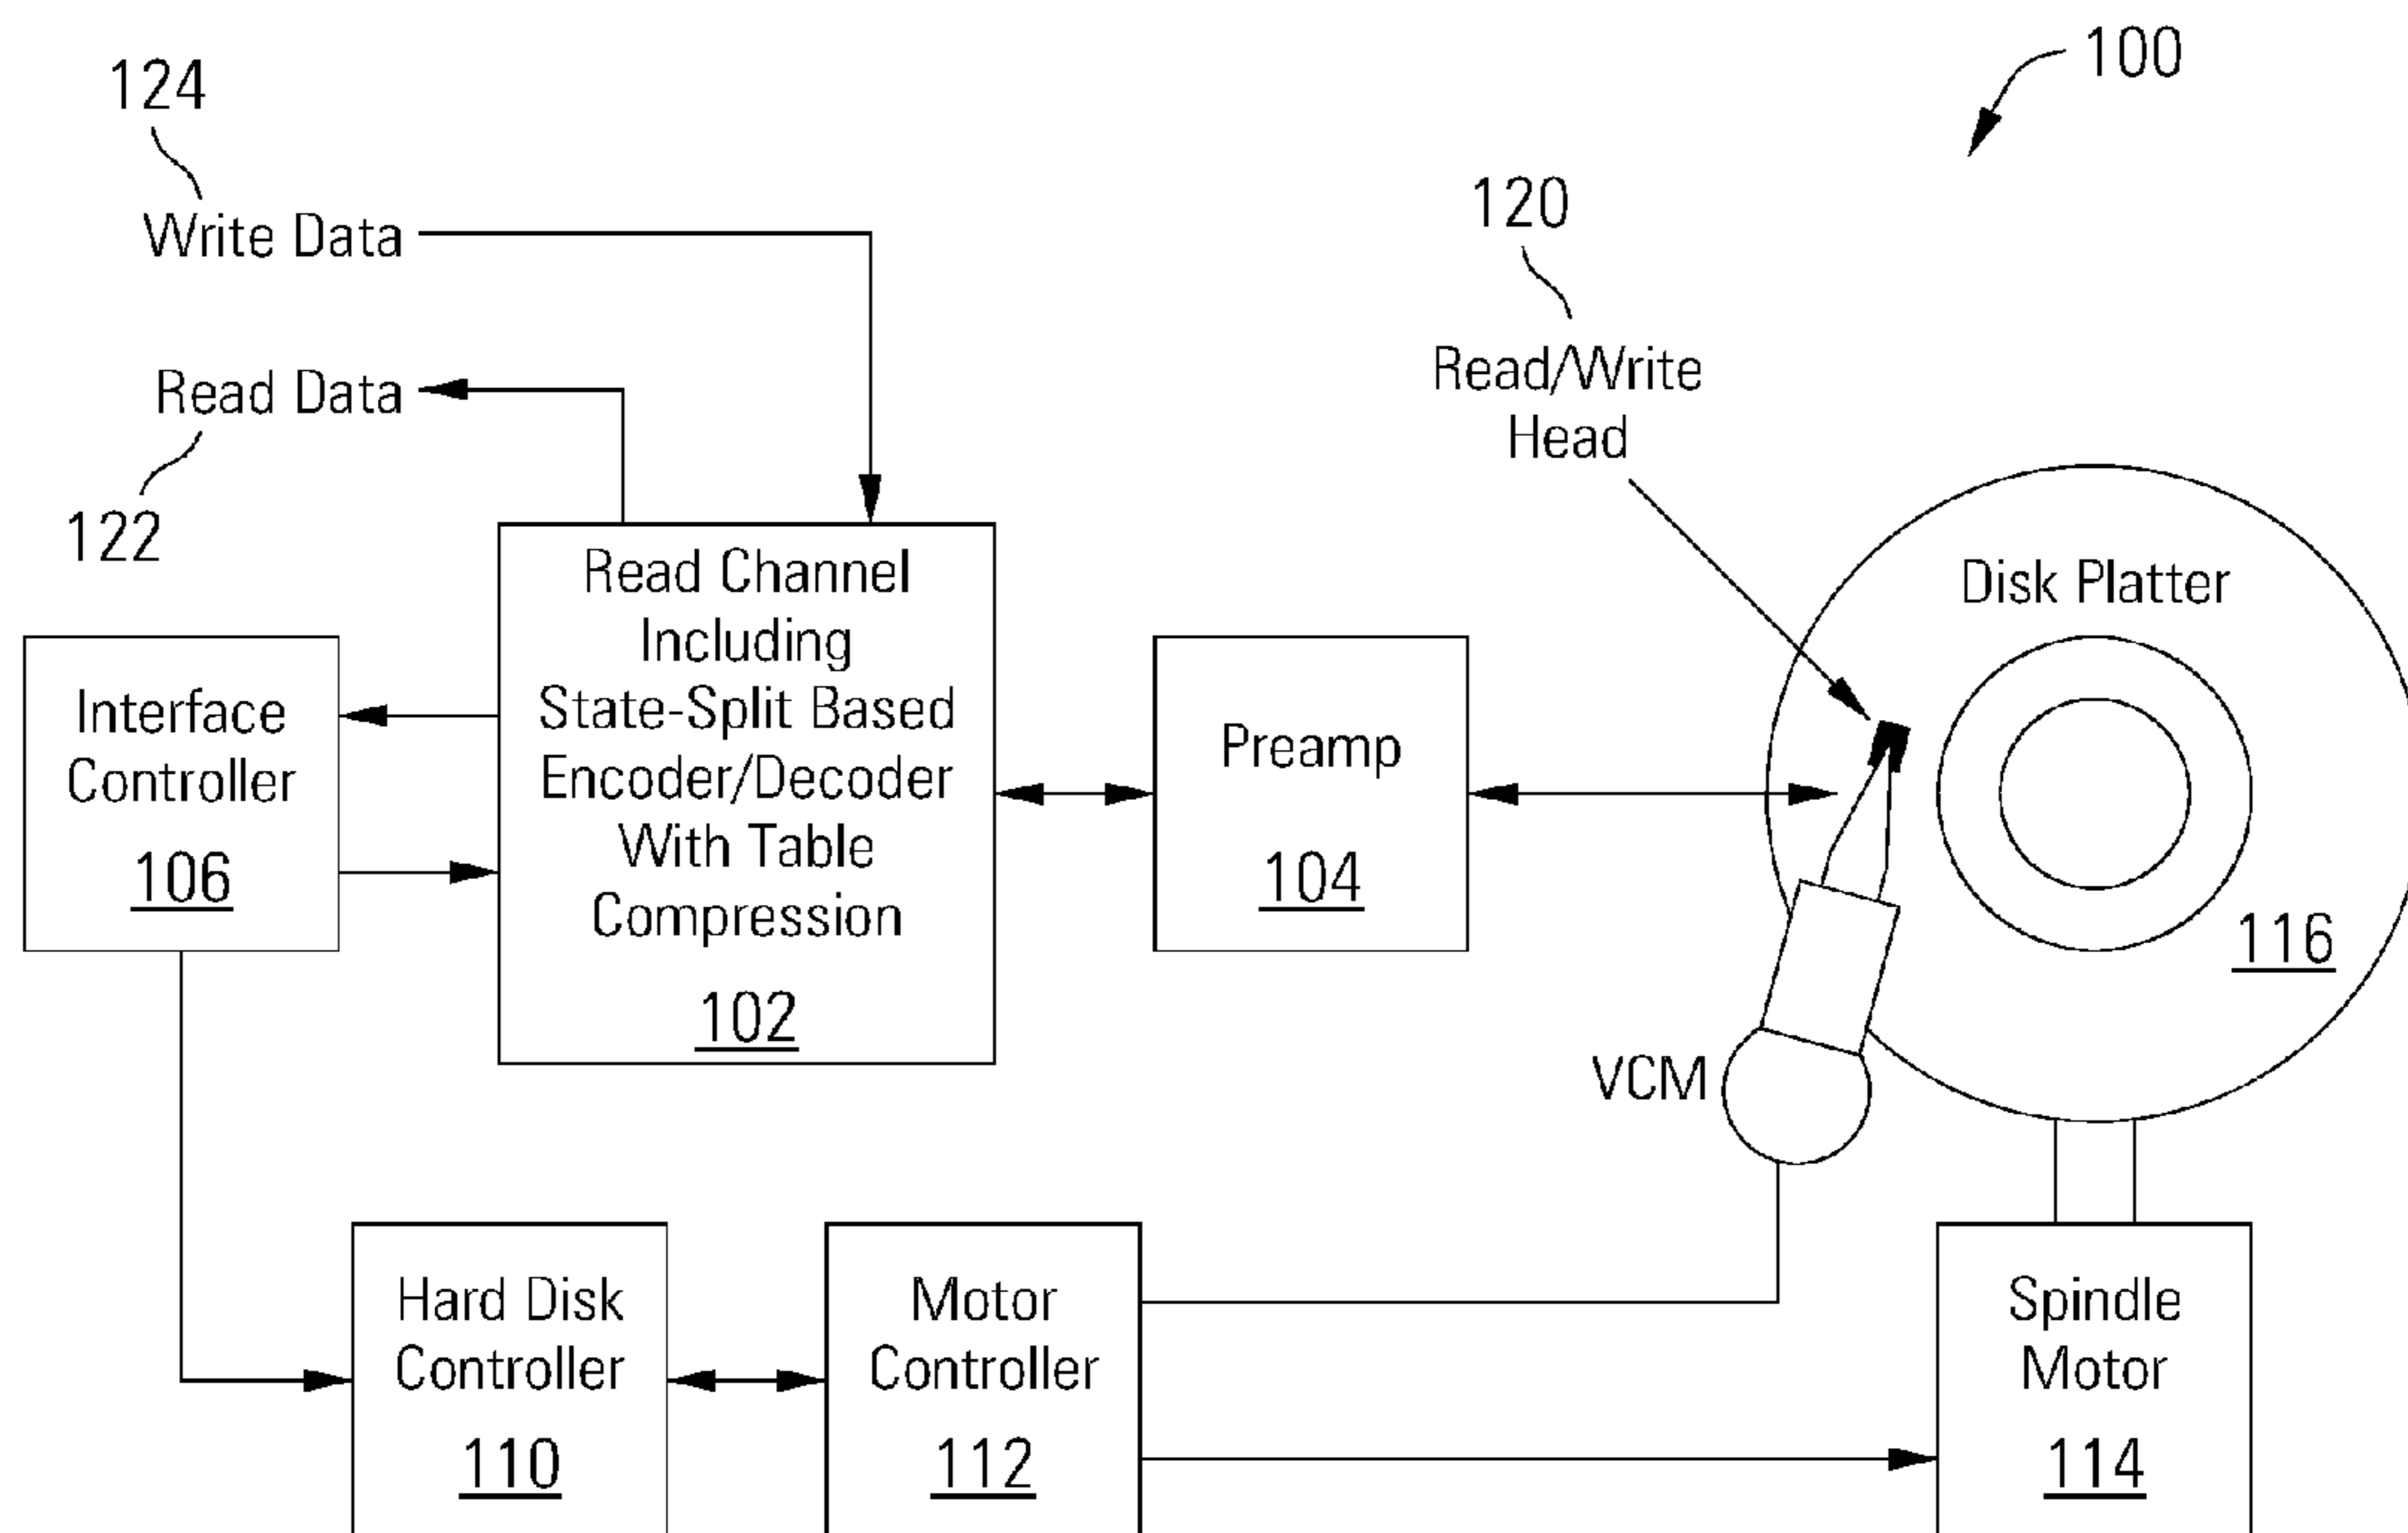 100
124
Write Data
120
Read/Write
Head
Read Data
122
Read Channel
Including
State-Split Based
Encoder/Decoder
With Table
Compression
102
Interface
Controller
106
Preamp
104
Disk Platter
116
VCM
Hard Disk
Controller
110
Motor
Controller
112
Spindle
Motor
114